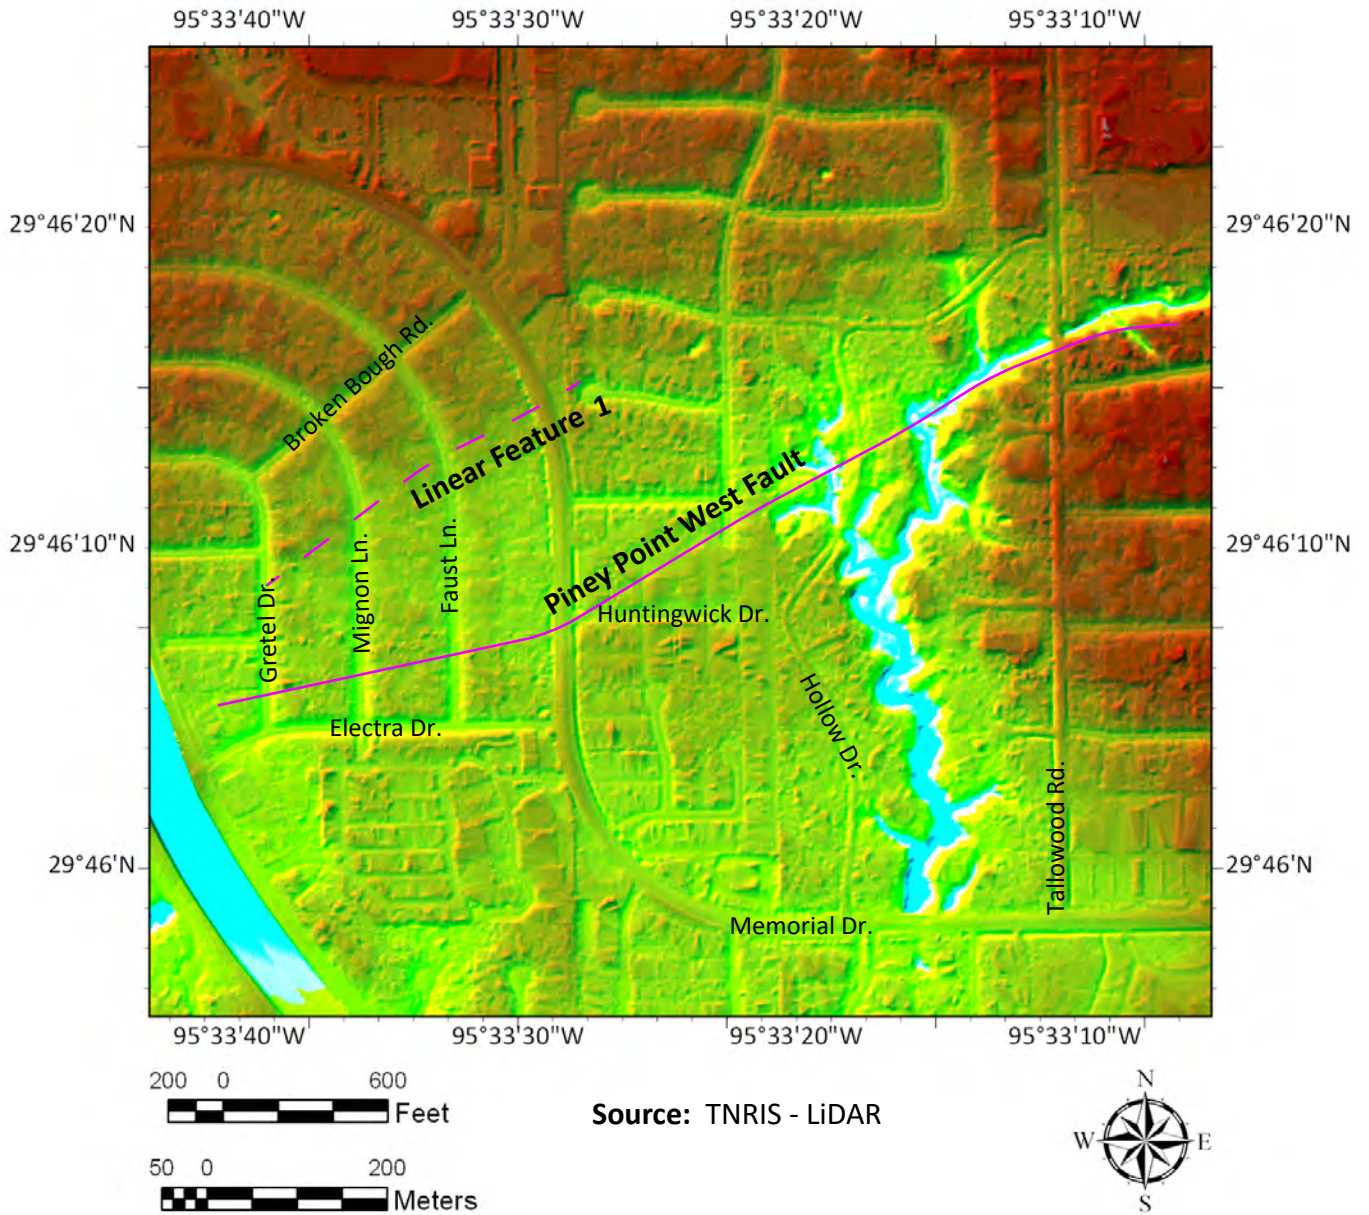 95°33'40"W 95°33'30"W 95°33'20"W 95°33'10"W
29°46'20"N
29°46'20"N
Broken Bough Rd.
Linear Feature 1
Piney Point West Fault
29°46'10"N
29°46'10"N
Gretel Dr.
Mignon Ln.
Faust Ln.
Huntingwick Dr.
Hollow Dr.
Electra Dr.
Tallowood Rd.
29°46'N
29°46'N
Memorial Dr.
95°33'40"W 95°33'30"W 95°33'20"W 95°33'10"W
200 0 600
Feet
Source: TNRIS - LiDAR
50 0 200
Meters
N
W E
S